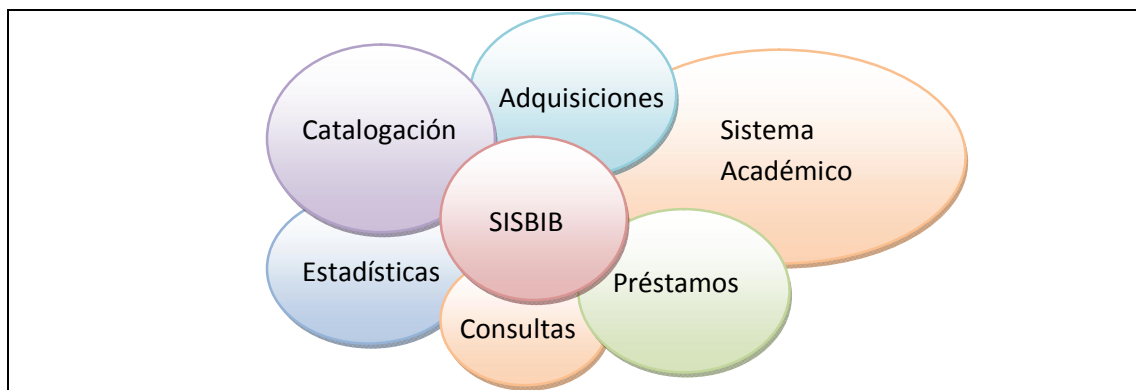 Adquisiciones
Catalogación
Sistema
Académico
SISBIB
Estadísticas
Préstamos
Consultas